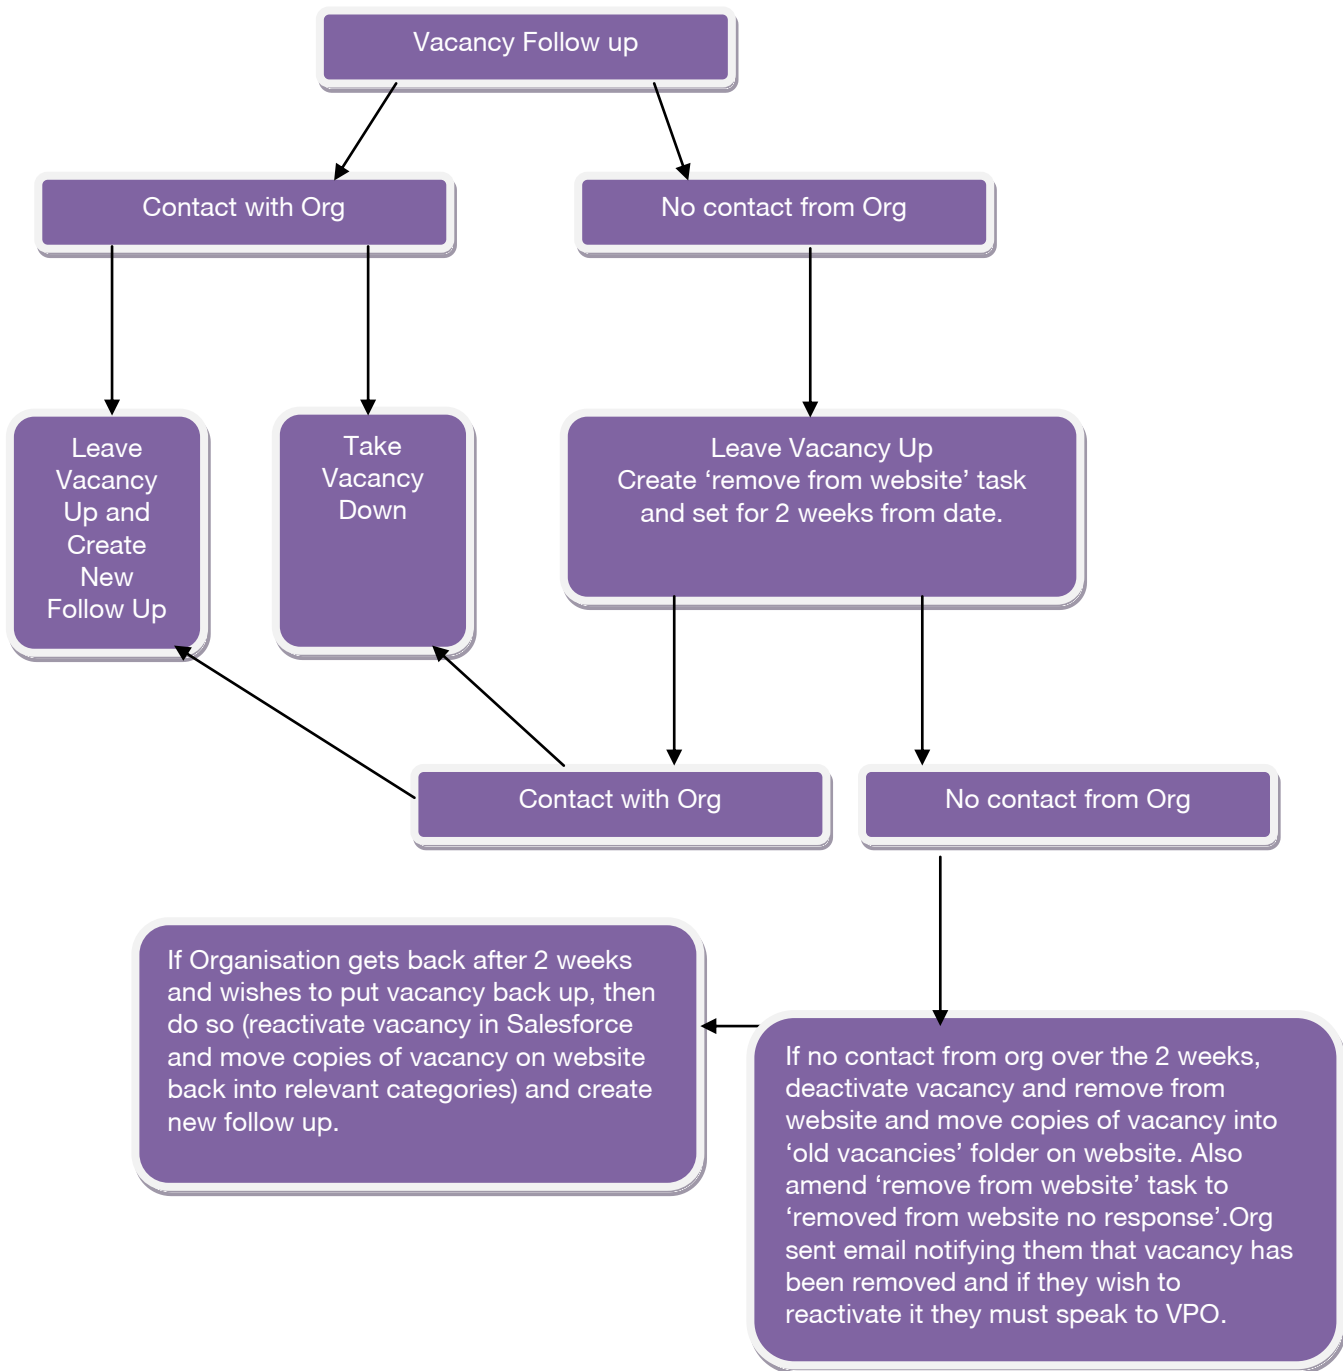 Vacancy Follow up
Contact with Org
No contact from Org
Leave
Vacancy
Up and
Create
New
Follow Up
Take
Vacancy
Down
Leave Vacancy Up
Create ‘remove from website’ task
and set for 2 weeks from date.
Contact with Org
No contact from Org
If Organisation gets back after 2 weeks
and wishes to put vacancy back up, then
do so (reactivate vacancy in Salesforce
and move copies of vacancy on website
back into relevant categories) and create
new follow up.
If no contact from org over the 2 weeks,
deactivate vacancy and remove from
website and move copies of vacancy into
‘old vacancies’ folder on website. Also
amend ‘remove from website’ task to
‘removed from website no response’.Org
sent email notifying them that vacancy has
been removed and if they wish to
reactivate it they must speak to VPO.